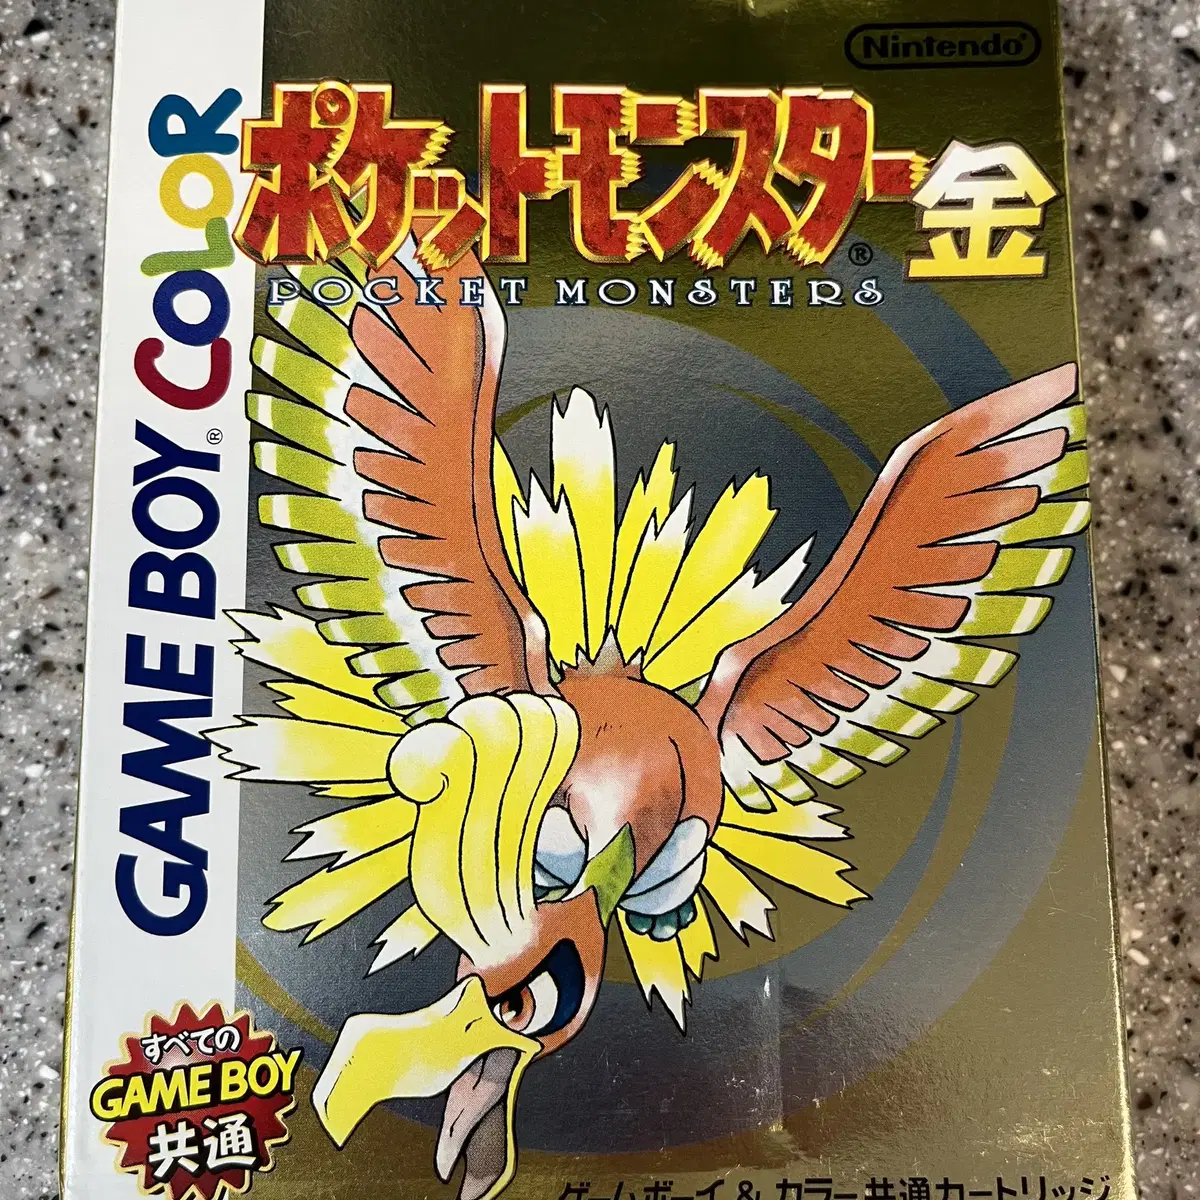 Nintendo®
ポケットモンスター金
®
POCKET MONSTERS
GAME BOY® COLOR
すべての
GAME BOY
共通
ゲームボーイ & カラー共通カートリッジ